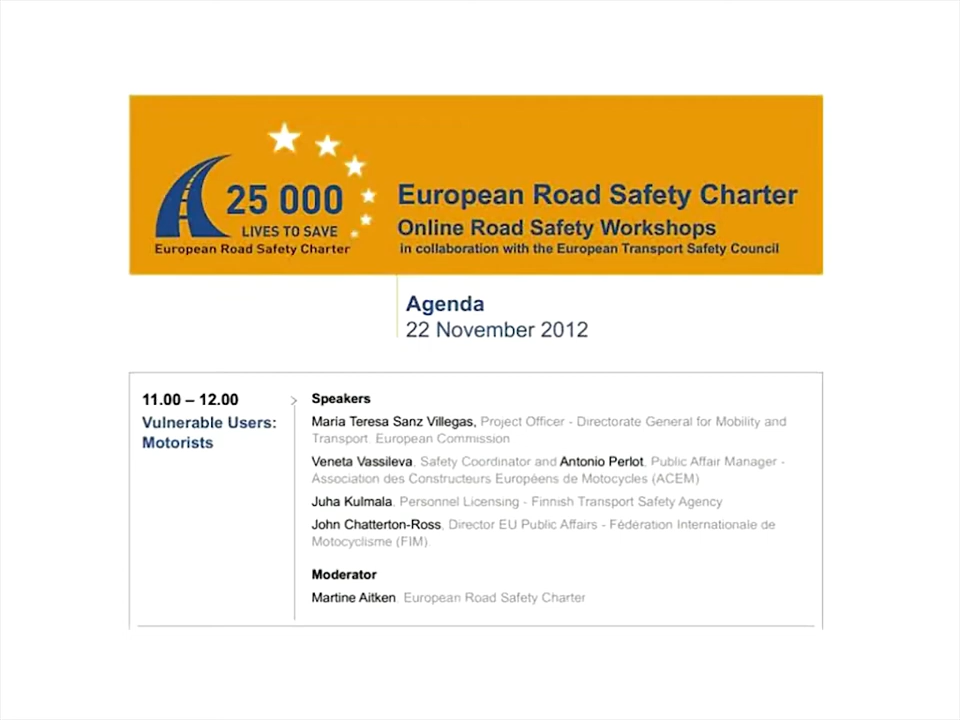 25 000
LIVES TO SAVE
European Road Safety Charter
European Road Safety Charter
Online Road Safety Workshops
in collaboration with the European Transport Safety Council
Agenda
22 November 2012
11.00 – 12.00
Vulnerable Users:
Motorists
Speakers
Maria Teresa Sanz Villegas, Project Officer - Directorate General for Mobility and
Transport. European Commission
Veneta Vassileva, Safety Coordinator and Antonio Perlot, Public Affair Manager -
Association des Constructeurs Européens de Motocycles (ACEM)
Juha Kulmala, Personnel Licensing - Finnish Transport Safety Agency
John Chatterton-Ross, Director EU Public Affairs - Féderation Internationale de
Motocyclisme (FIM)
Moderator
Martine Aitken, European Road Safety Charter